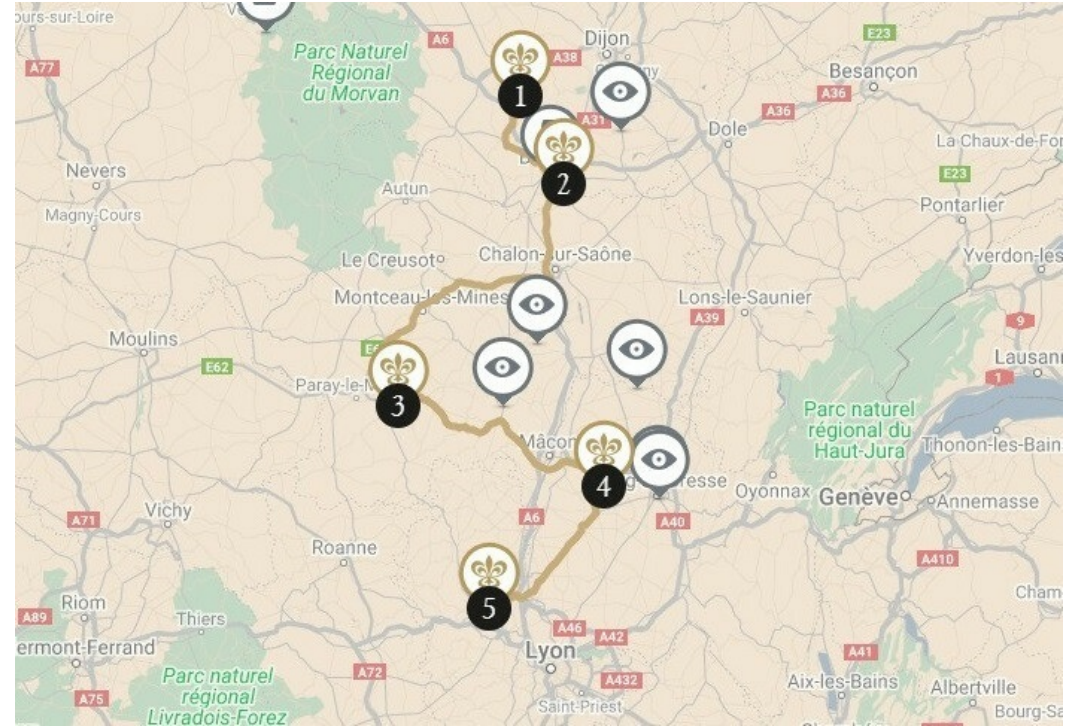 ours-sur-Loire
A6
A38
Dijon
E23
Parc Naturel
Régional
du Morvan
A77
Besançon
A36
1
A31
A36
Dole
La Chaux-de-For
Nevers
Autun
E23
2
Magny-Cours
Pontarlier
Chalon-sur-Saône
Le Creusot
Yverdon-les
Montceau-les-Mines
Lons-le-Saunier
A39
9
Moulins
E62
Lausann
1
Paray-le-M
3
Parc naturel
régional du
Haut-Jura
Mâcon
Thonon-les-Bain
4
resse
Oyonnax
Genève
Annemasse
A71
Vichy
A6
A40
Roanne
A410
5
Riom
Cham
A89
Thiers
A46
A42
ermont-Ferrand
Lyon
A41
A72
Parc naturel
régional
Livradois-Forez
A432
Aix-les-Bains
Albertville
A75
Saint-Priest
Bourg-Sa